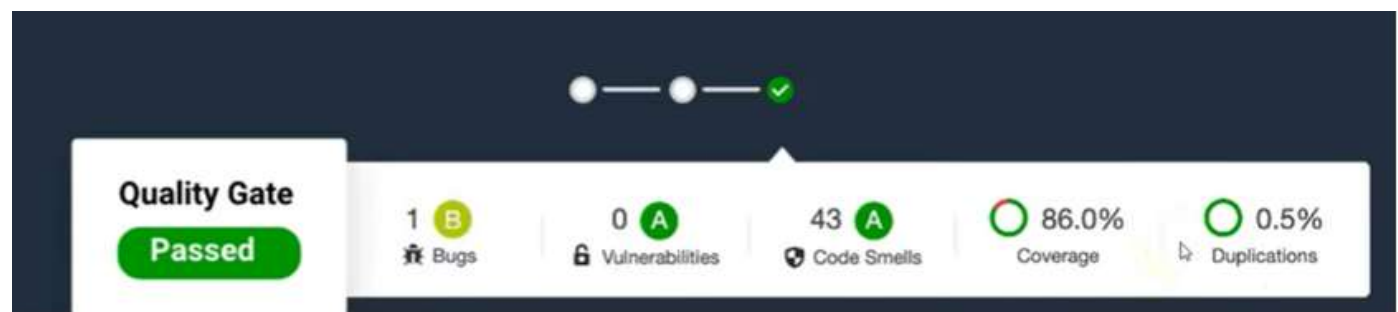 Quality Gate
Passed
1 B
Bugs
0 A
Vulnerabilities
43 A
Code Smells
86.0%
Coverage
0.5%
Duplications